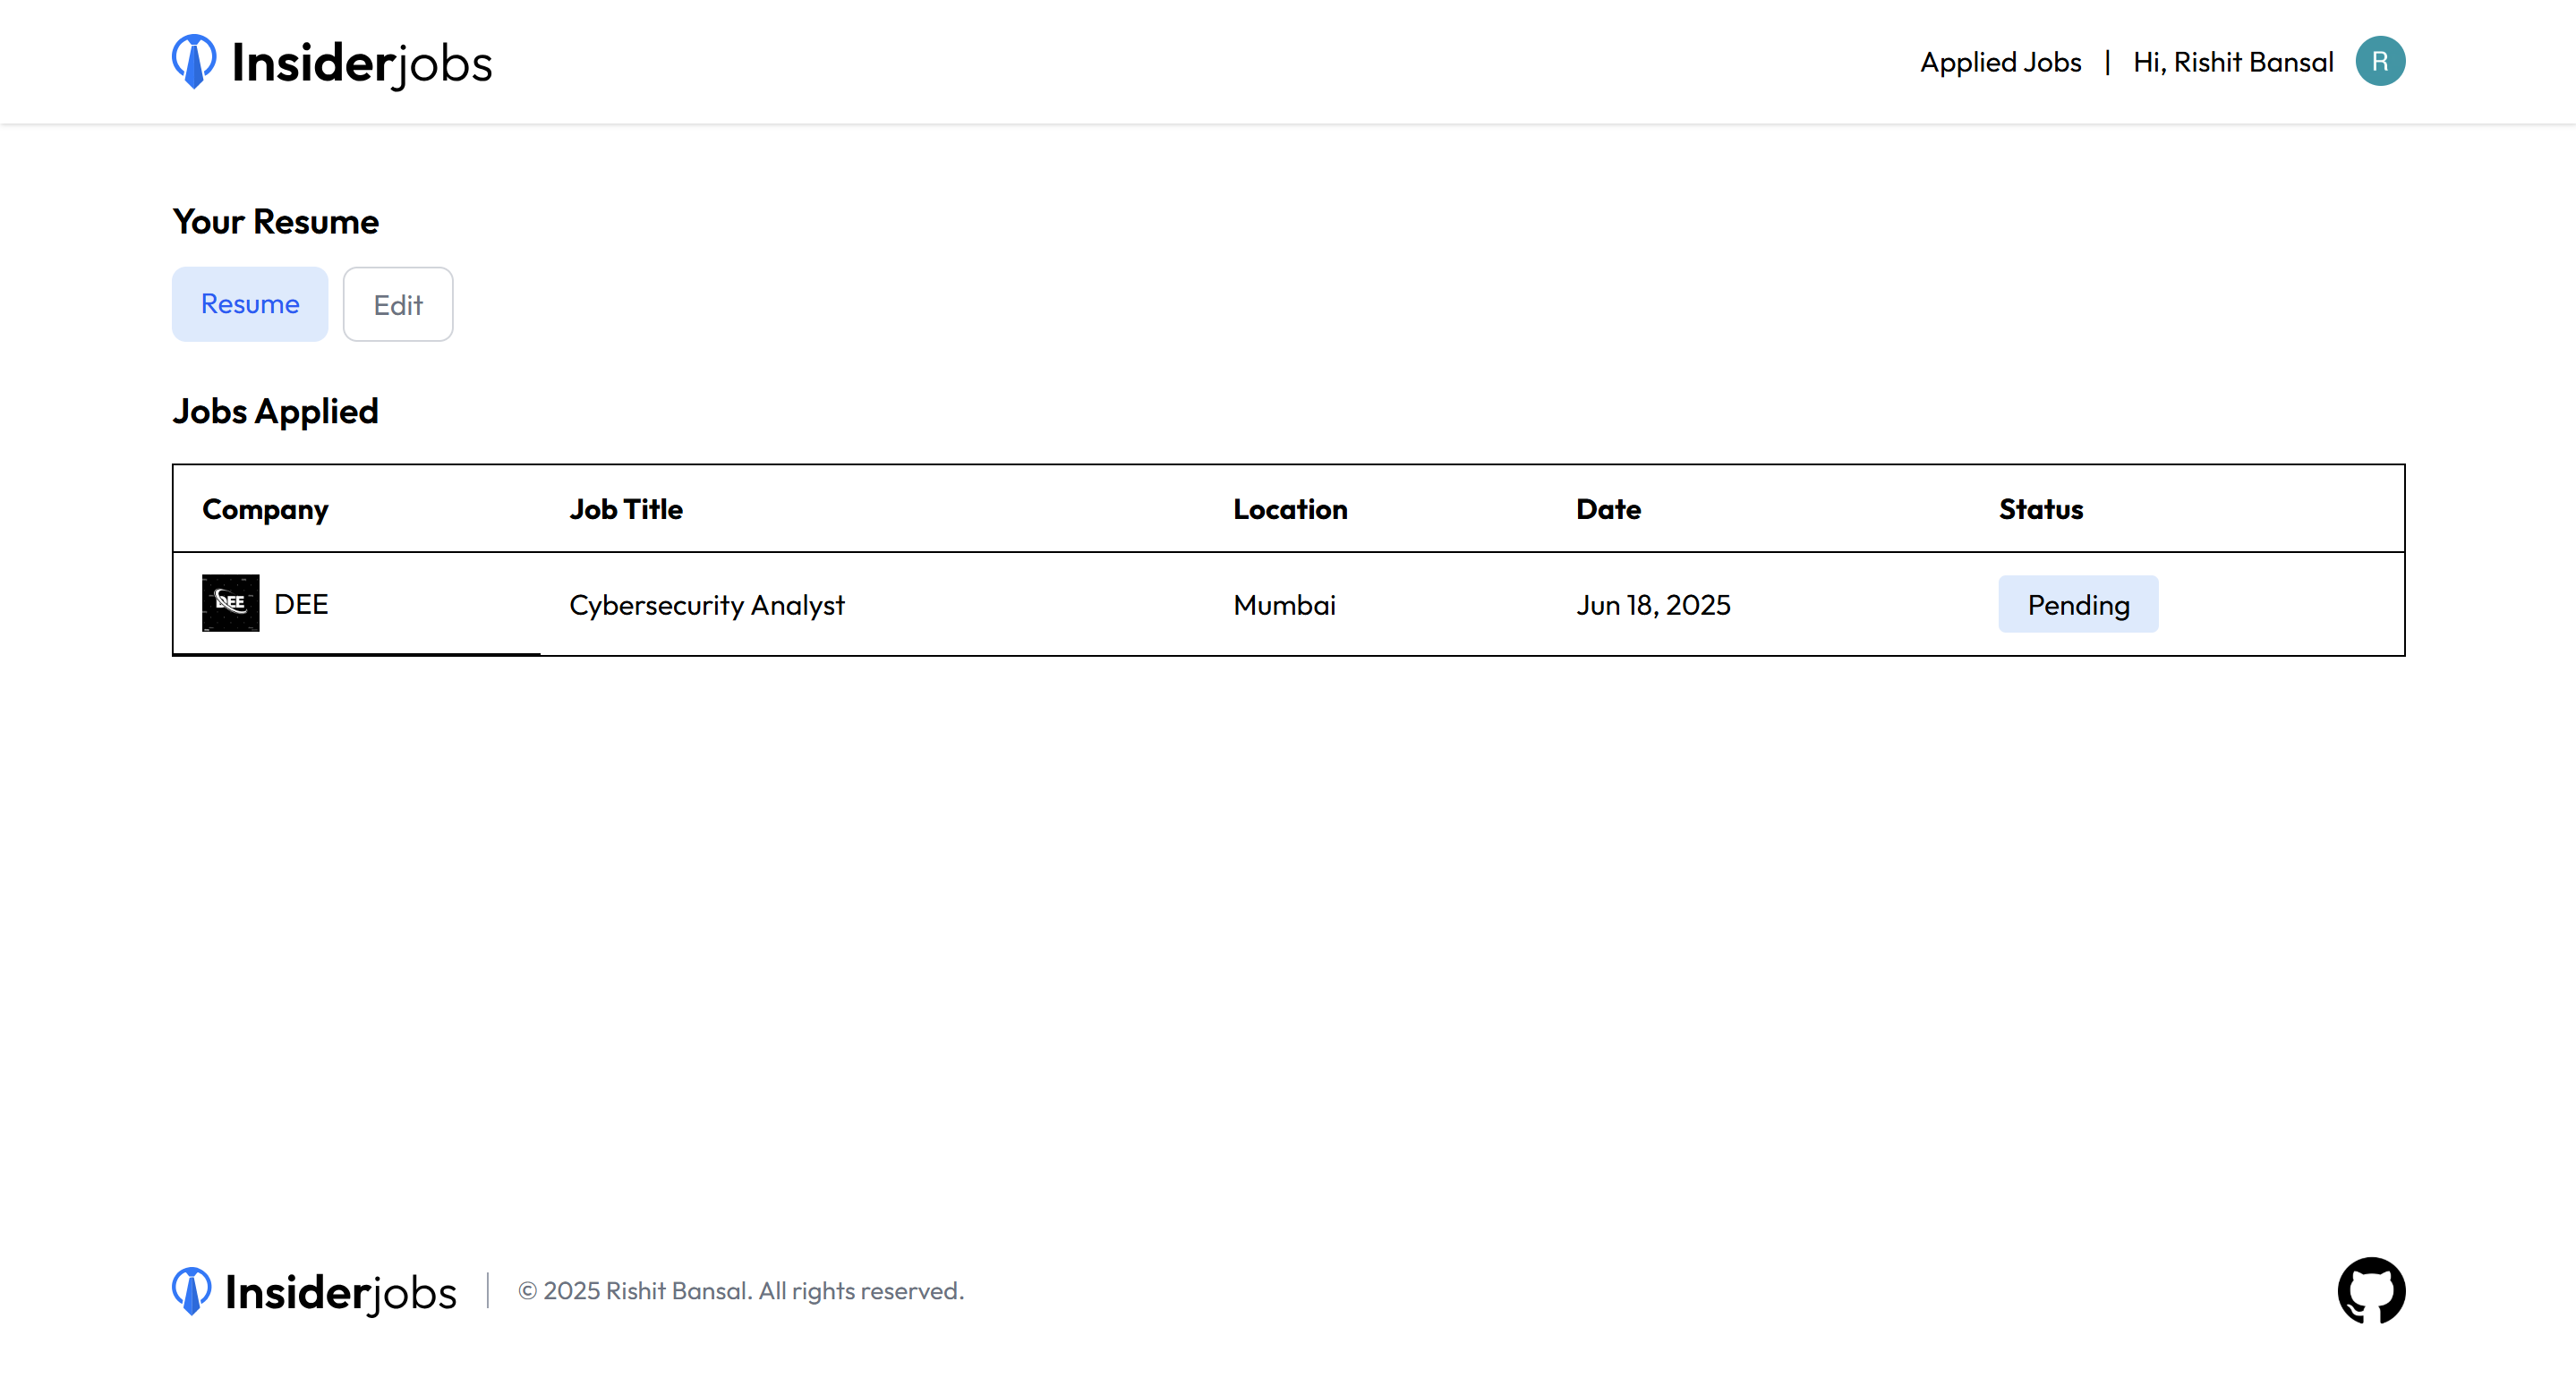 Insiderjobs
Applied Jobs | Hi, Rishit Bansal R
Your Resume
Resume Edit
Jobs Applied
Company Job Title Location Date Status
DEE DEE Cybersecurity Analyst Mumbai Jun 18, 2025 Pending
Insiderjobs | © 2025 Rishit Bansal. All rights reserved.